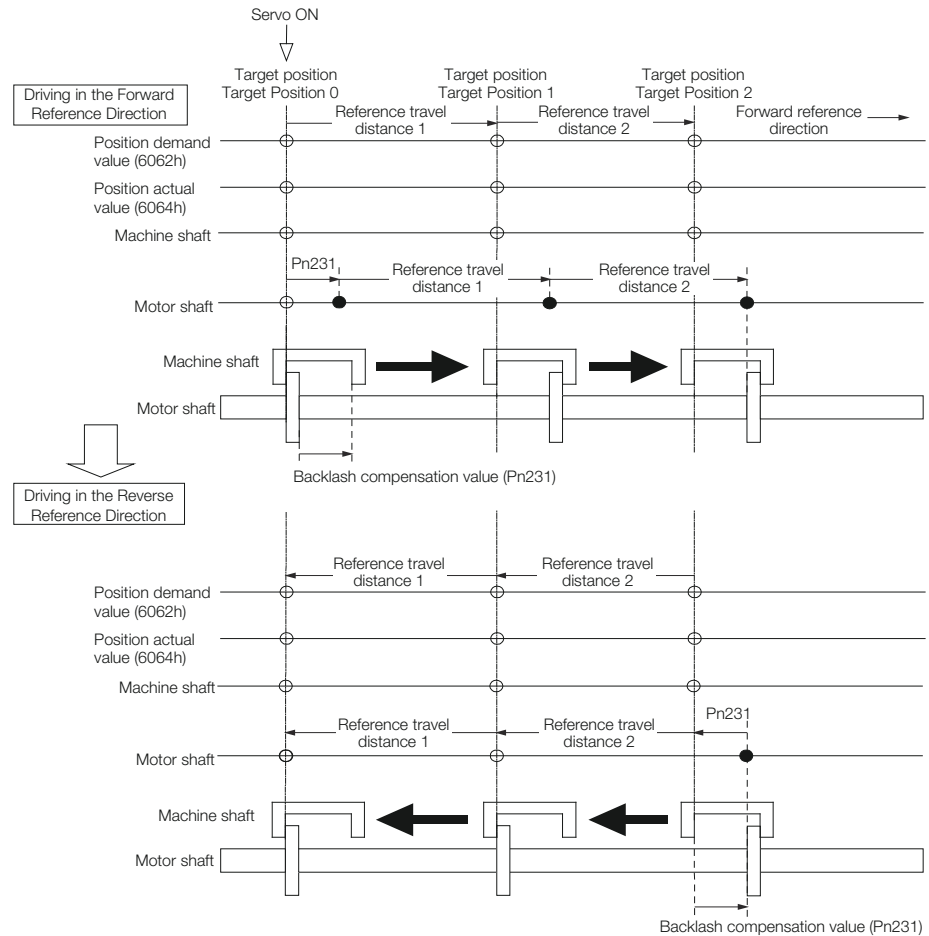 Servo ON
Target position
Target Position 0
Target position
Target Position 1
Target position
Target Position 2
Driving in the Forward
Reference Direction
Reference travel
distance 1
Reference travel
distance 2
Forward reference
direction
Position demand
value (6062h)
Position actual
value (6064h)
Machine shaft
Pn231
Reference travel
distance 1
Reference travel
distance 2
Motor shaft
Machine shaft
Motor shaft
Backlash compensation value (Pn231)
Driving in the Reverse
Reference Direction
Reference travel
distance 1
Reference travel
distance 2
Position demand
value (6062h)
Position actual
value (6064h)
Machine shaft
Reference travel
distance 1
Reference travel
distance 2
Pn231
Motor shaft
Machine shaft
Motor shaft
Backlash compensation value (Pn231)